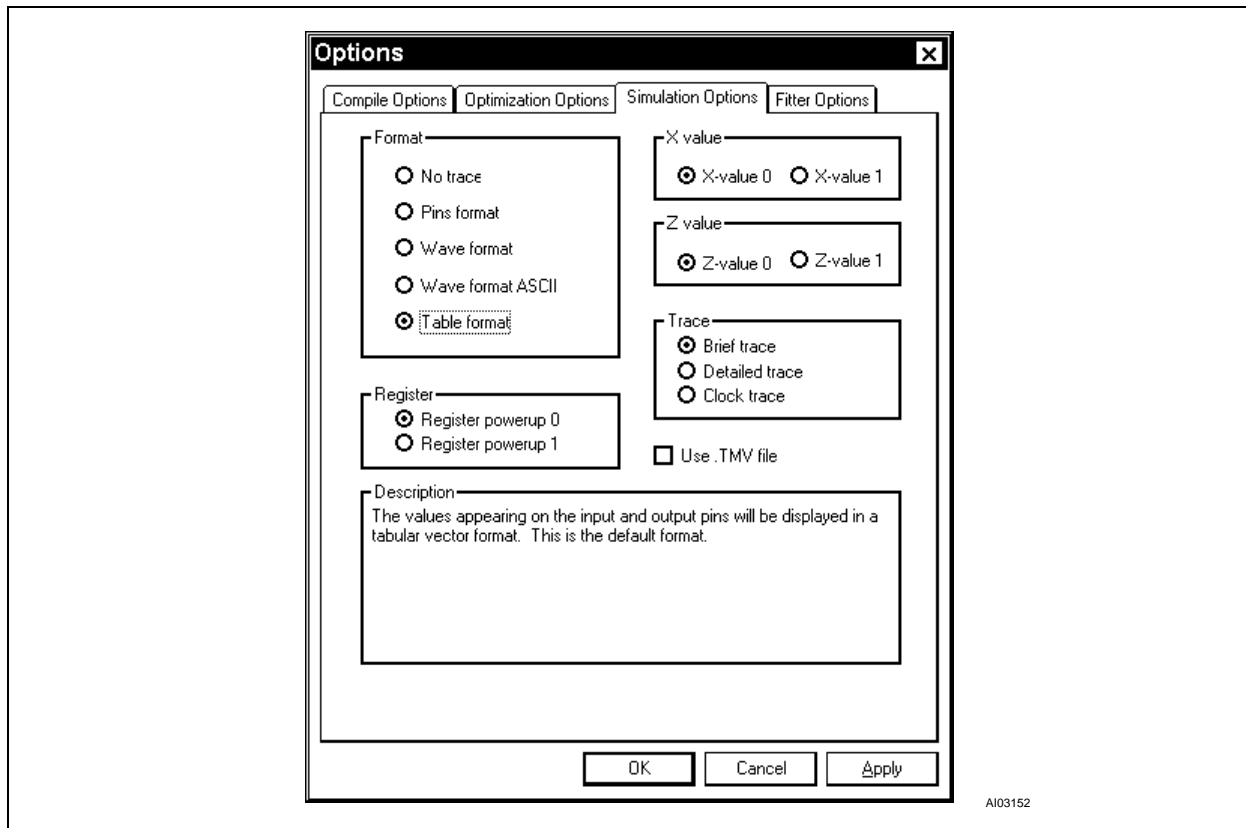 Options
Compile Options Optimization Options Simulation Options Fitter Options
Format
No trace
Pins format
Wave format
Wave format ASCII
Table format
Register
Register powerup 0
Register powerup 1
X value
X-value 0 X-value 1
Z value
Z-value 0 Z-value 1
Trace
Brief trace
Detailed trace
Clock trace
Use .TMV file
Description
The values appearing on the input and output pins will be displayed in a
tabular vector format. This is the default format.
OK Cancel Apply
AI03152